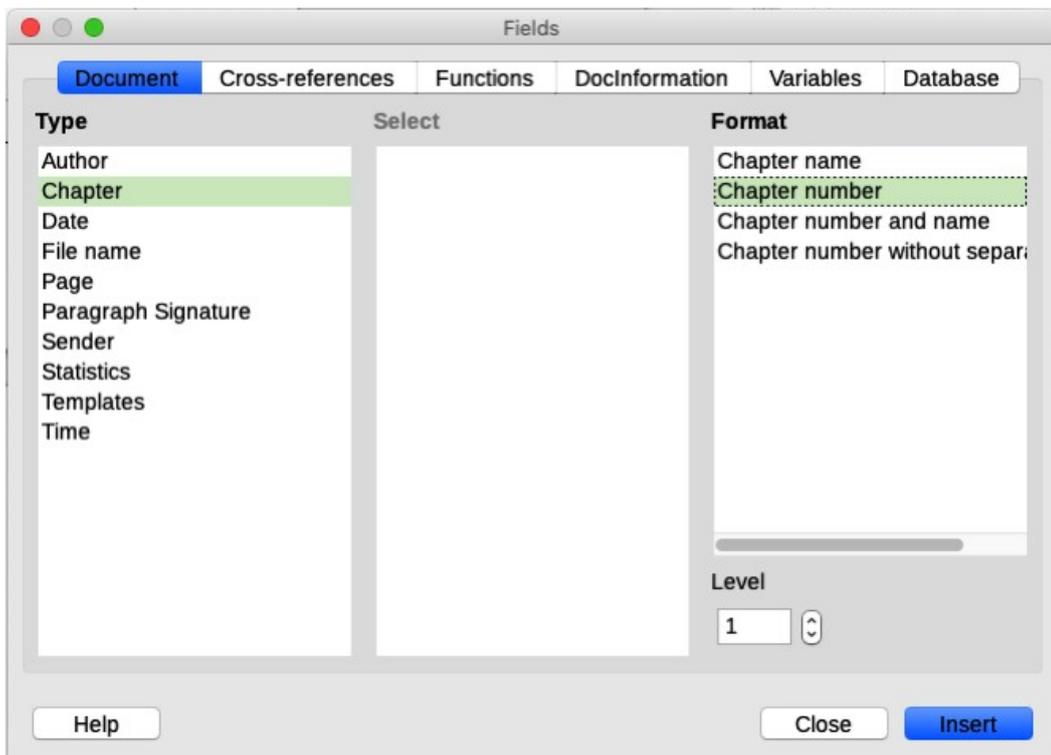 Fields
Document Cross-references Functions DocInformation Variables Database
Type
Author
Chapter
Date
File name
Page
Paragraph Signature
Sender
Statistics
Templates
Time
Select
Format
Chapter name
Chapter number
Chapter number and name
Chapter number without separa
Level
1
Help Close Insert